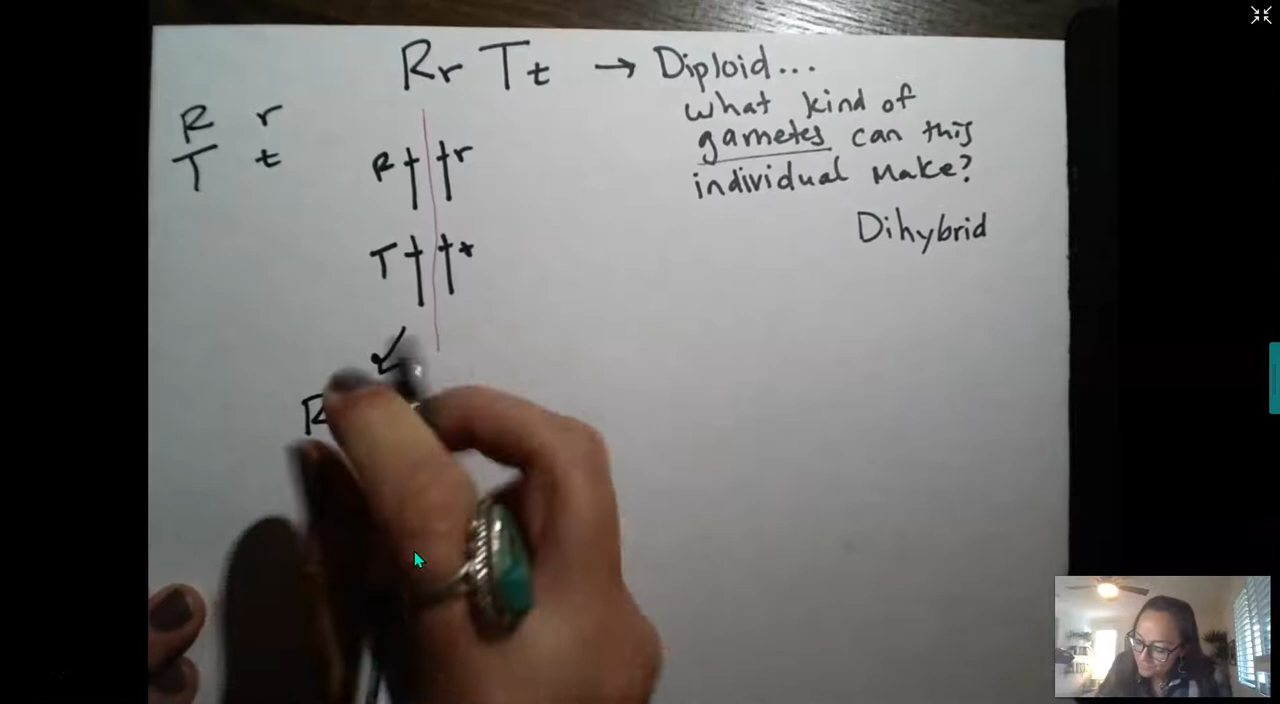 Rr Tt → Diploid...
what kind of
gametes can this
individual make?
Dihybrid
R r
T t
R r
T t
R